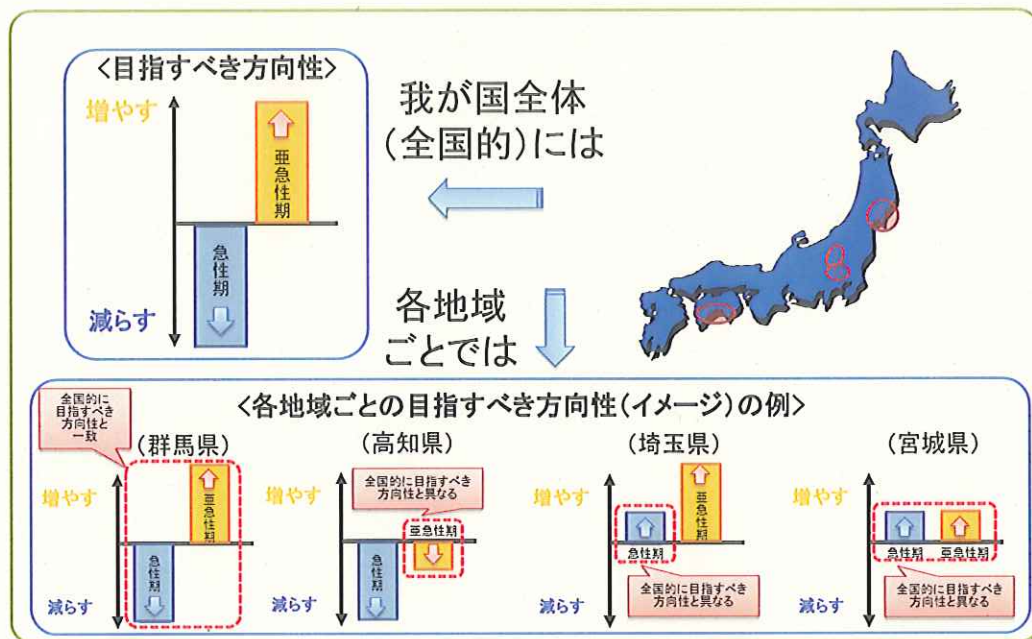 <目指すべき方向性>
増やす
亜急性期
急性期
減らす
我が国全体
(全国的)には
各地域
ごとでは
<各地域ごとの目指すべき方向性(イメージ)の例>
全国的に
目指すべき
方向性と
一致
(群馬県)
増やす
亜急性期
急性期
減らす
(高知県)
全国的に目指すべき
方向性と異なる
増やす
亜急性期
急性期
減らす
(埼玉県)
増やす
亜急性期
急性期
全国的に目指すべき
方向性と異なる
減らす
(宮城県)
増やす
急性期 亜急性期
全国的に目指すべき
方向性と異なる
減らす